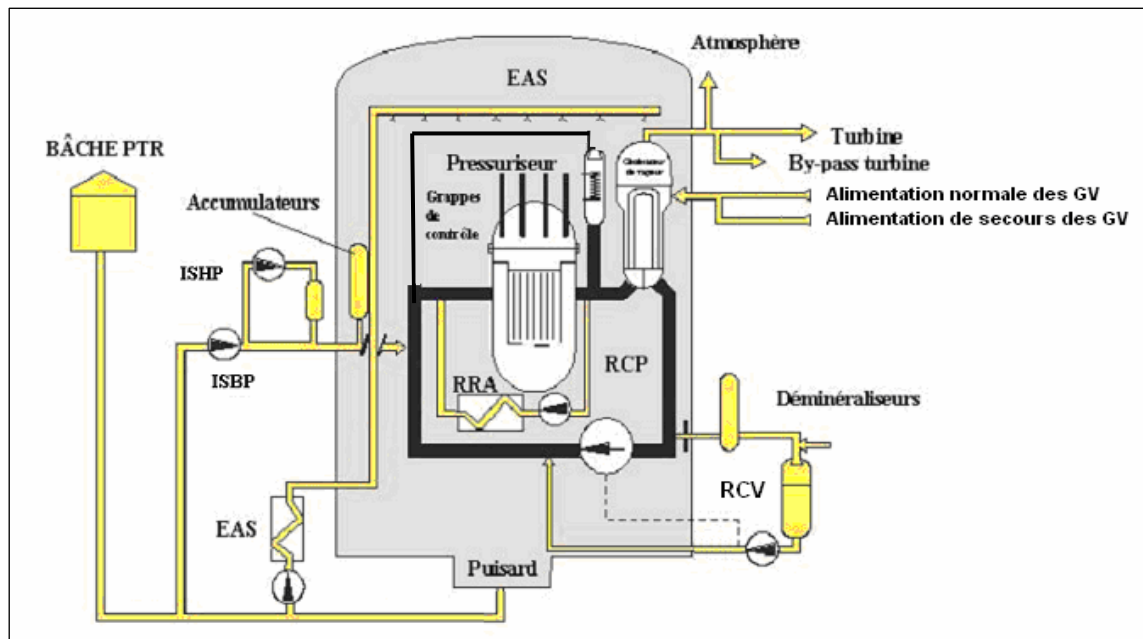 Atmosphère
EAS
BÂCHE PTR
Turbine
By-pass turbine
Pressuriseur
Générateur
de vapeur
Accumulateurs
Grappes
de
contrôle
Alimentation normale des GV
Alimentation de secours des GV
ISHP
ISBP
RCP
RRA
Déminéraliseurs
RCV
EAS
Puisard